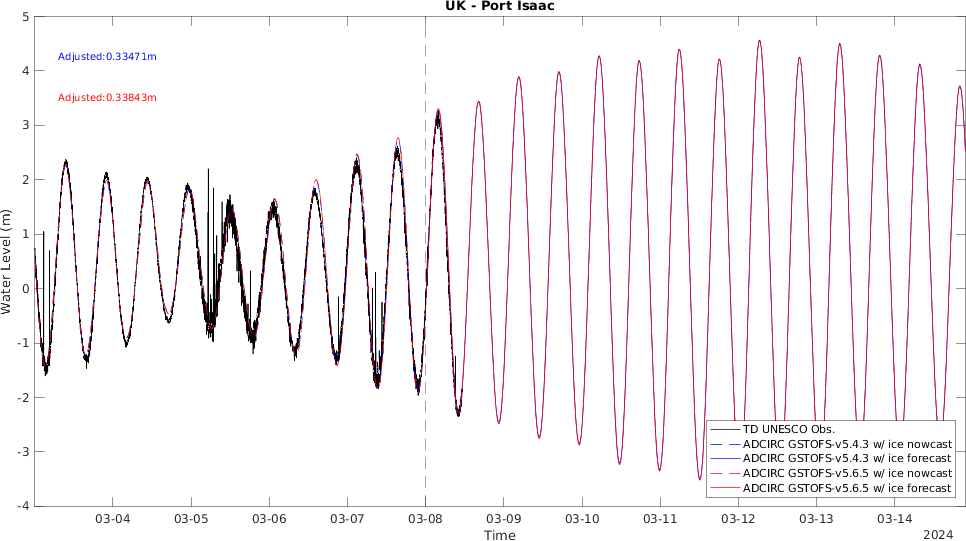 UK - Port Isaac
5
4
3
2
1
0
-1
-2
-3
-4
Water Level (m)
Adjusted:0.33471m
Adjusted:0.33843m
TD UNESCO Obs.
ADCIRC GSTOFS-v5.4.3 w/ ice nowcast
ADCIRC GSTOFS-v5.4.3 w/ ice forecast
ADCIRC GSTOFS-v5.6.5 w/ ice nowcast
ADCIRC GSTOFS-v5.6.5 w/ ice forecast
03-04 03-05 03-06 03-07 03-08 03-09 03-10 03-11 03-12 03-13 03-14
Time
2024